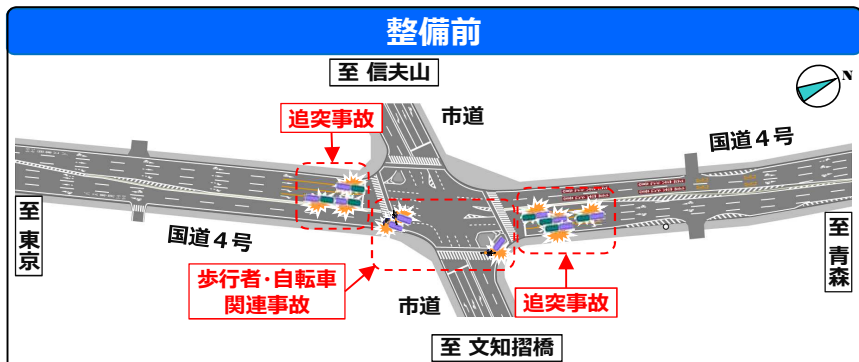 整備前
至 信夫山
N
追突事故
市道
国道４号
至 東京
国道４号
至 青森
歩行者・自転車
関連事故
市道
追突事故
至 文知摺橋